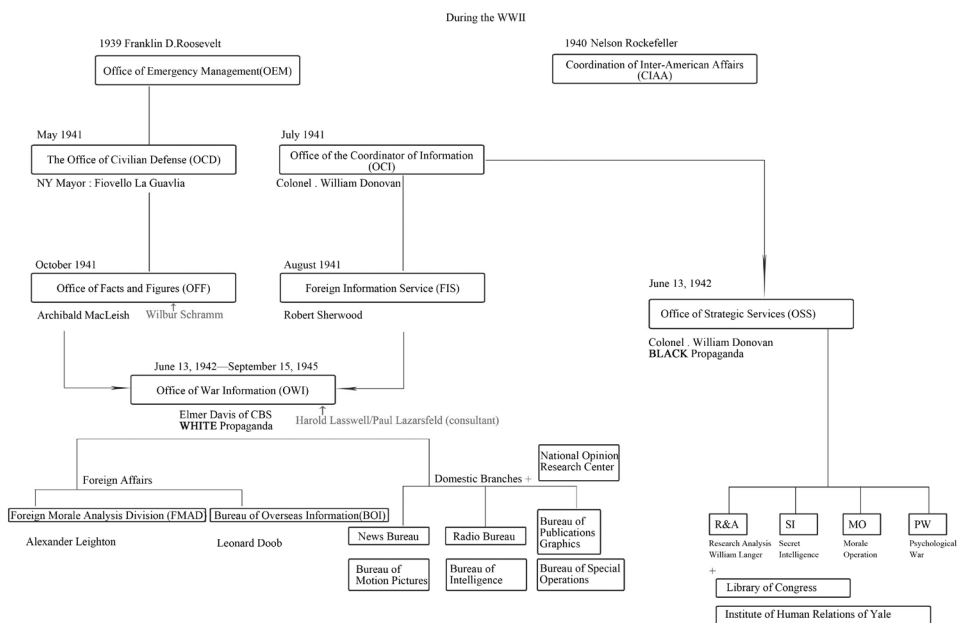 During the WWII
1939 Franklin D.Roosevelt
Office of Emergency Management(OEM)
1940 Nelson Rockefeller
Coordination of Inter-American Affairs
(CIAA)
May 1941
The Office of Civilian Defense (OCD)
NY Mayor : Fiovello La Guavlia
July 1941
Office of the Coordinator of Information
(OCI)
Colonel . William Donovan
October 1941
Office of Facts and Figures (OFF)
Archibald MacLeish
Wilbur Schramm
August 1941
Foreign Information Service (FIS)
Robert Sherwood
June 13, 1942
Office of Strategic Services (OSS)
Colonel . William Donovan
BLACK Propaganda
June 13, 1942—September 15, 1945
Office of War Information (OWI)
Elmer Davis of CBS
WHITE Propaganda
Harold Lasswell/Paul Lazarsfeld (consultant)
Foreign Affairs
Foreign Morale Analysis Division (FMAD)
Alexander Leighton
Bureau of Overseas Information(BOI)
Leonard Doob
Domestic Branches +
National Opinion
Research Center
News Bureau
Radio Bureau
Bureau of
Publications
Graphics
Bureau of
Motion Pictures
Bureau of
Intelligence
Bureau of Special
Operations
R&A
Research Analysis
William Langer
SI
Secret
Intelligence
MO
Morale
Operation
PW
Psychological
War
+
Library of Congress
Institute of Human Relations of Yale